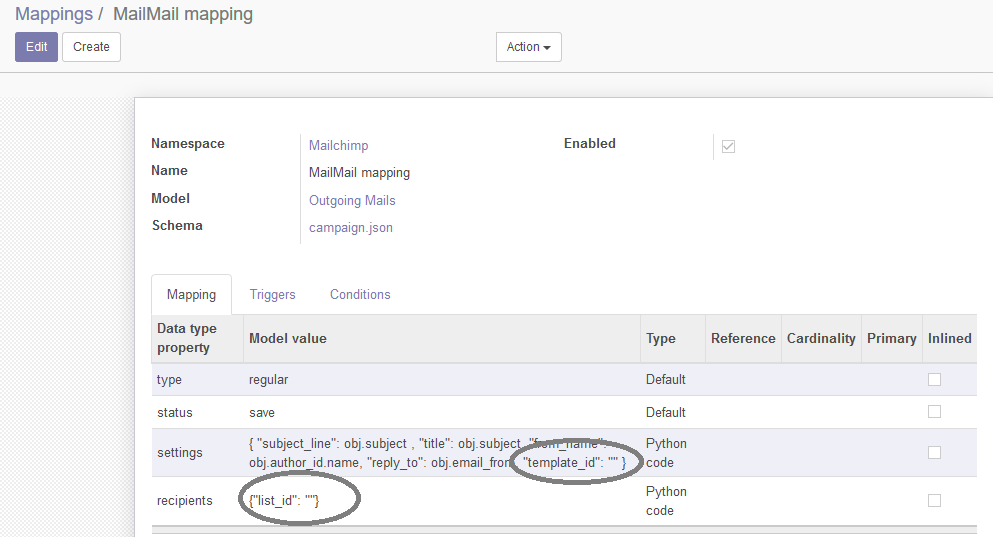 Mappings / MailMail mapping
Edit Create Action
Namespace Mailchimp Enabled
Name MailMail mapping
Model Outgoing Mails
Schema campaign.json
Mapping Triggers Conditions
Data type property Model value Type Reference Cardinality Primary Inlined
type regular Default
status save Default
settings { "subject_line": obj.subject , "title": obj.subject, "from_name": Python
obj.author_id.name, "reply_to": obj.email_from, "template_id": "" } code
recipients {"list_id": ""} Python
code